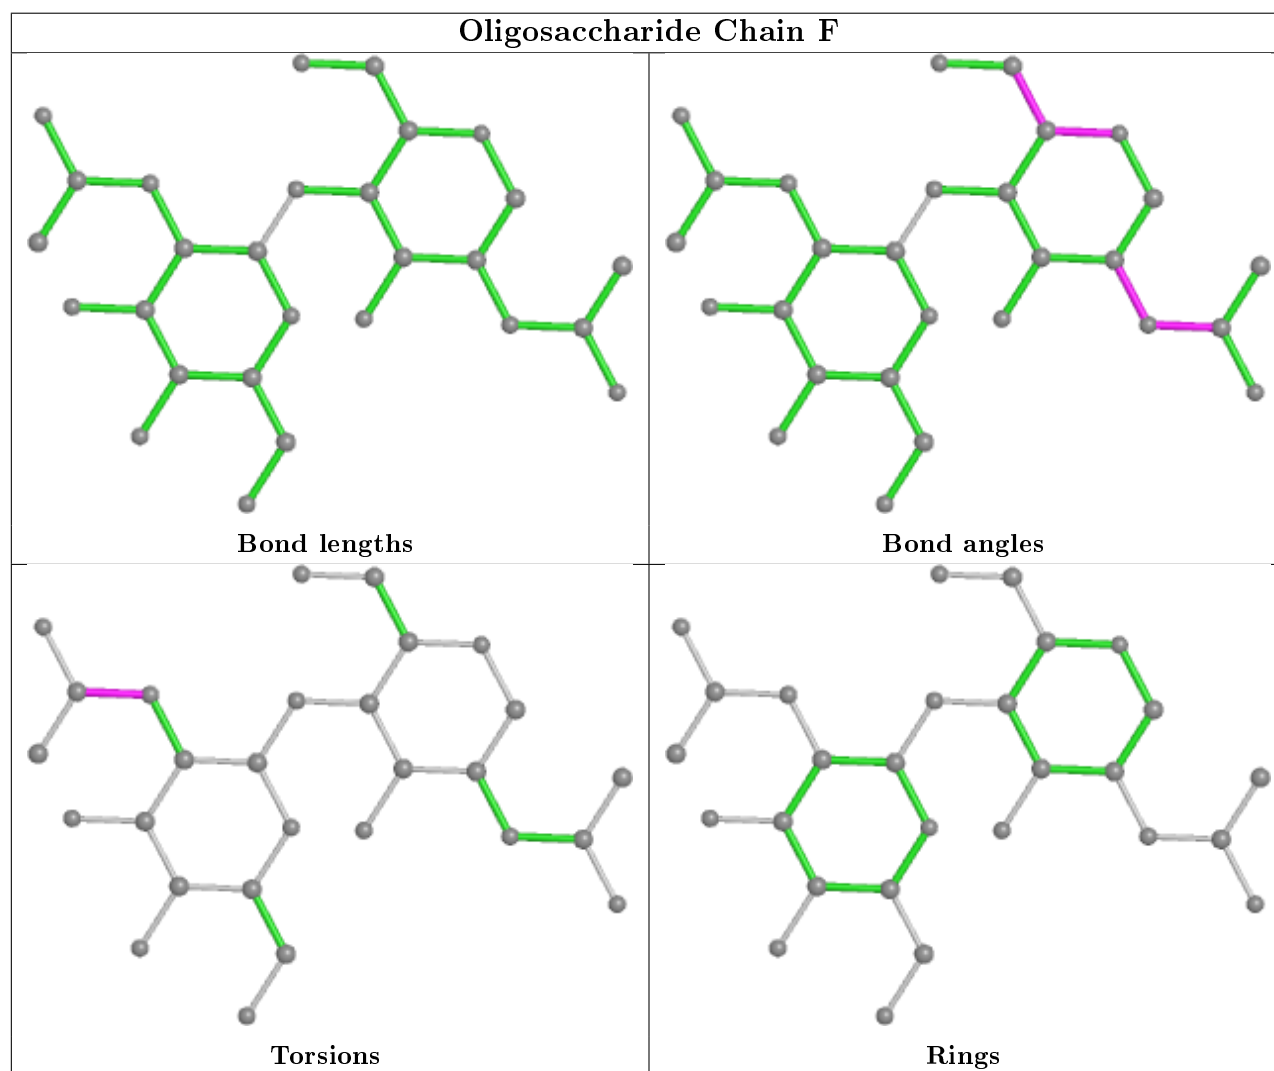 Oligosaccharide Chain F
Bond lengths
Bond angles
Torsions
Rings